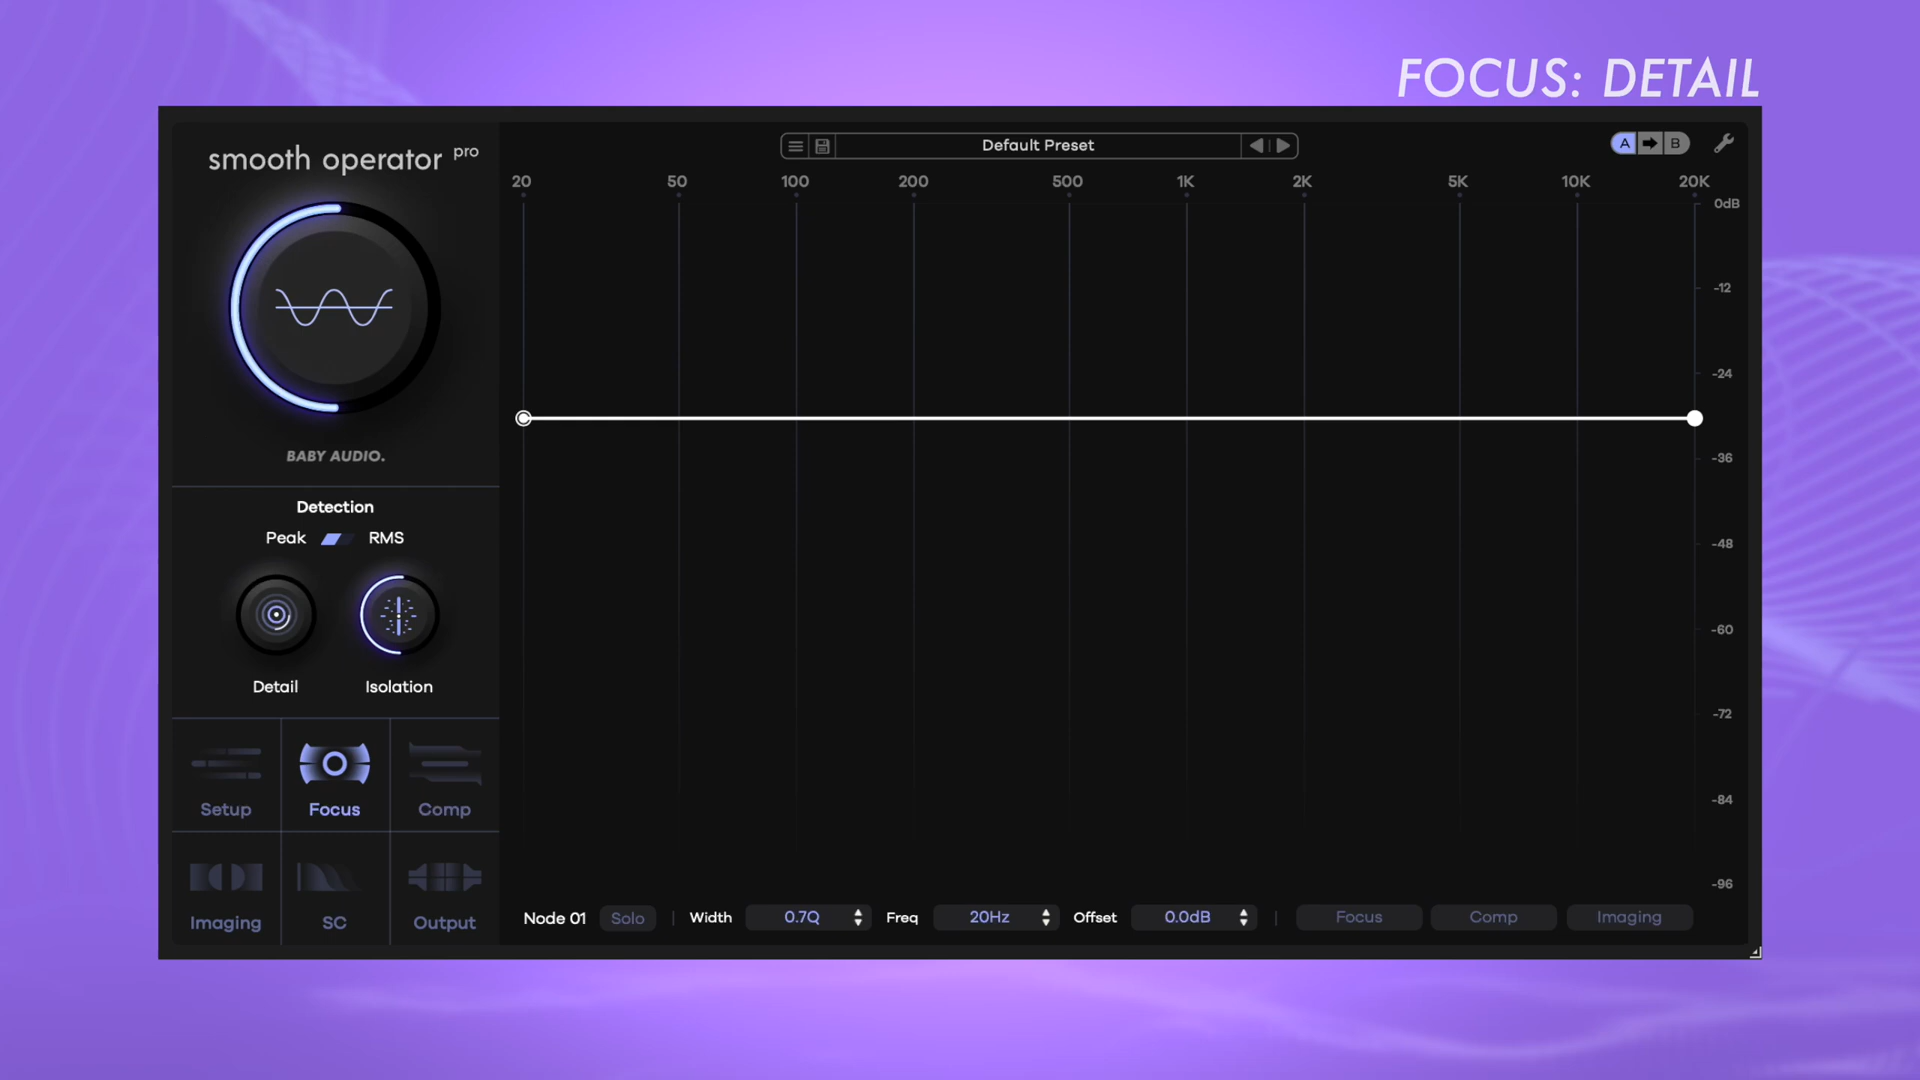 FOCUS: DETAIL
smooth operator pro
Default Preset
A B
20 50 100 200 500 1K 2K 5K 10K 20K
0dB
-12
-24
-36
-48
-60
-72
-84
-96
BABY AUDIO.
Detection
Peak RMS
Detail Isolation
Setup Focus Comp
Imaging SC Output
Node 01 Solo Width 0.7Q Freq 20Hz Offset 0.0dB Focus Comp Imaging